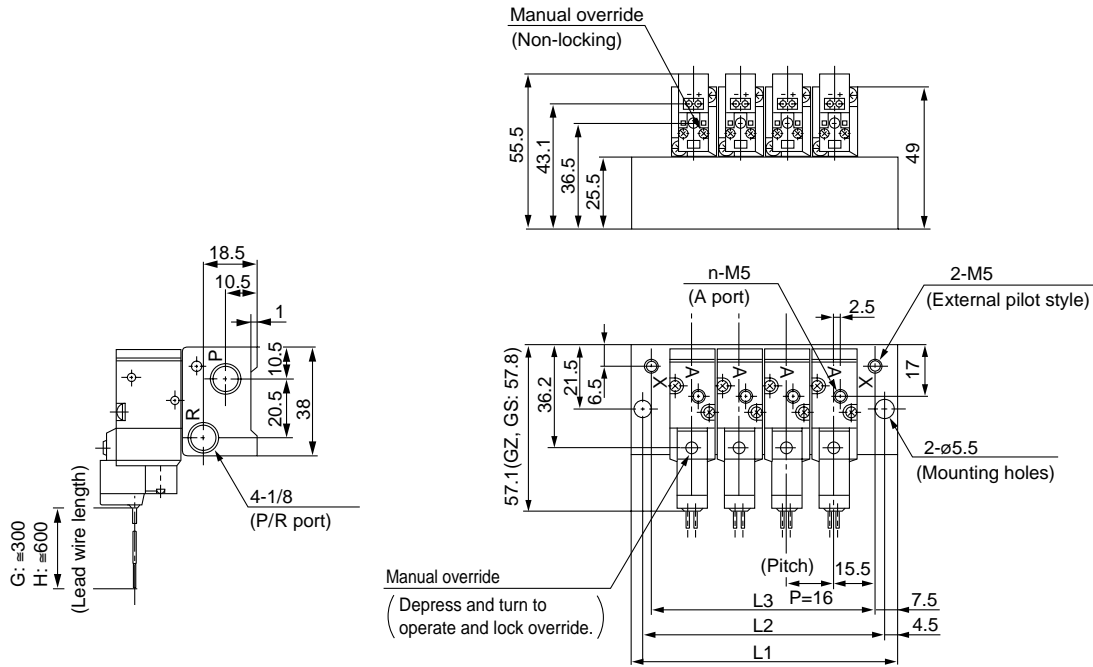 Manual override
(Non-locking)
- +
- +
- +
- +
55.5
43.1
36.5
25.5
49
18.5
10.5
1
P
R
10.5
20.5
38
4-1/8
(P/R port)
G: ≅300
H: ≅600
(Lead wire length)
n-M5
(A port)
2.5
2-M5
(External pilot style)
57.1(GZ, GS: 57.8)
36.2
21.5
6.5
X
A
A
A
A
X
17
2-ø5.5
(Mounting holes)
Manual override
(Depress and turn to
operate and lock override.)
(Pitch)
P=16
15.5
L3
7.5
L2
4.5
L1